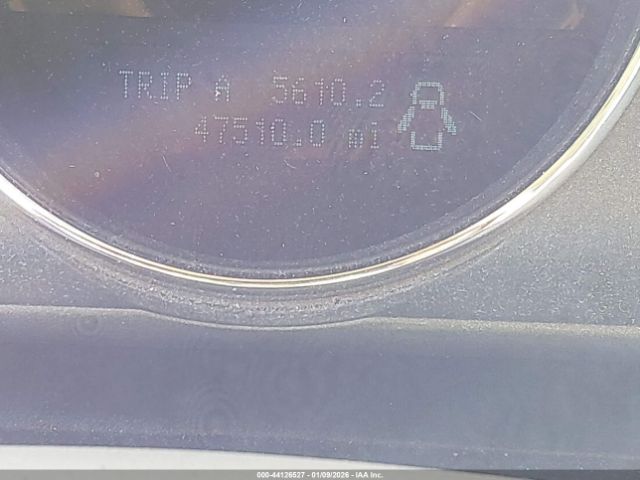 TRIP A 5610.2
47510.0 mi
000-44126527 - 01/09/2026 - IAA Inc.